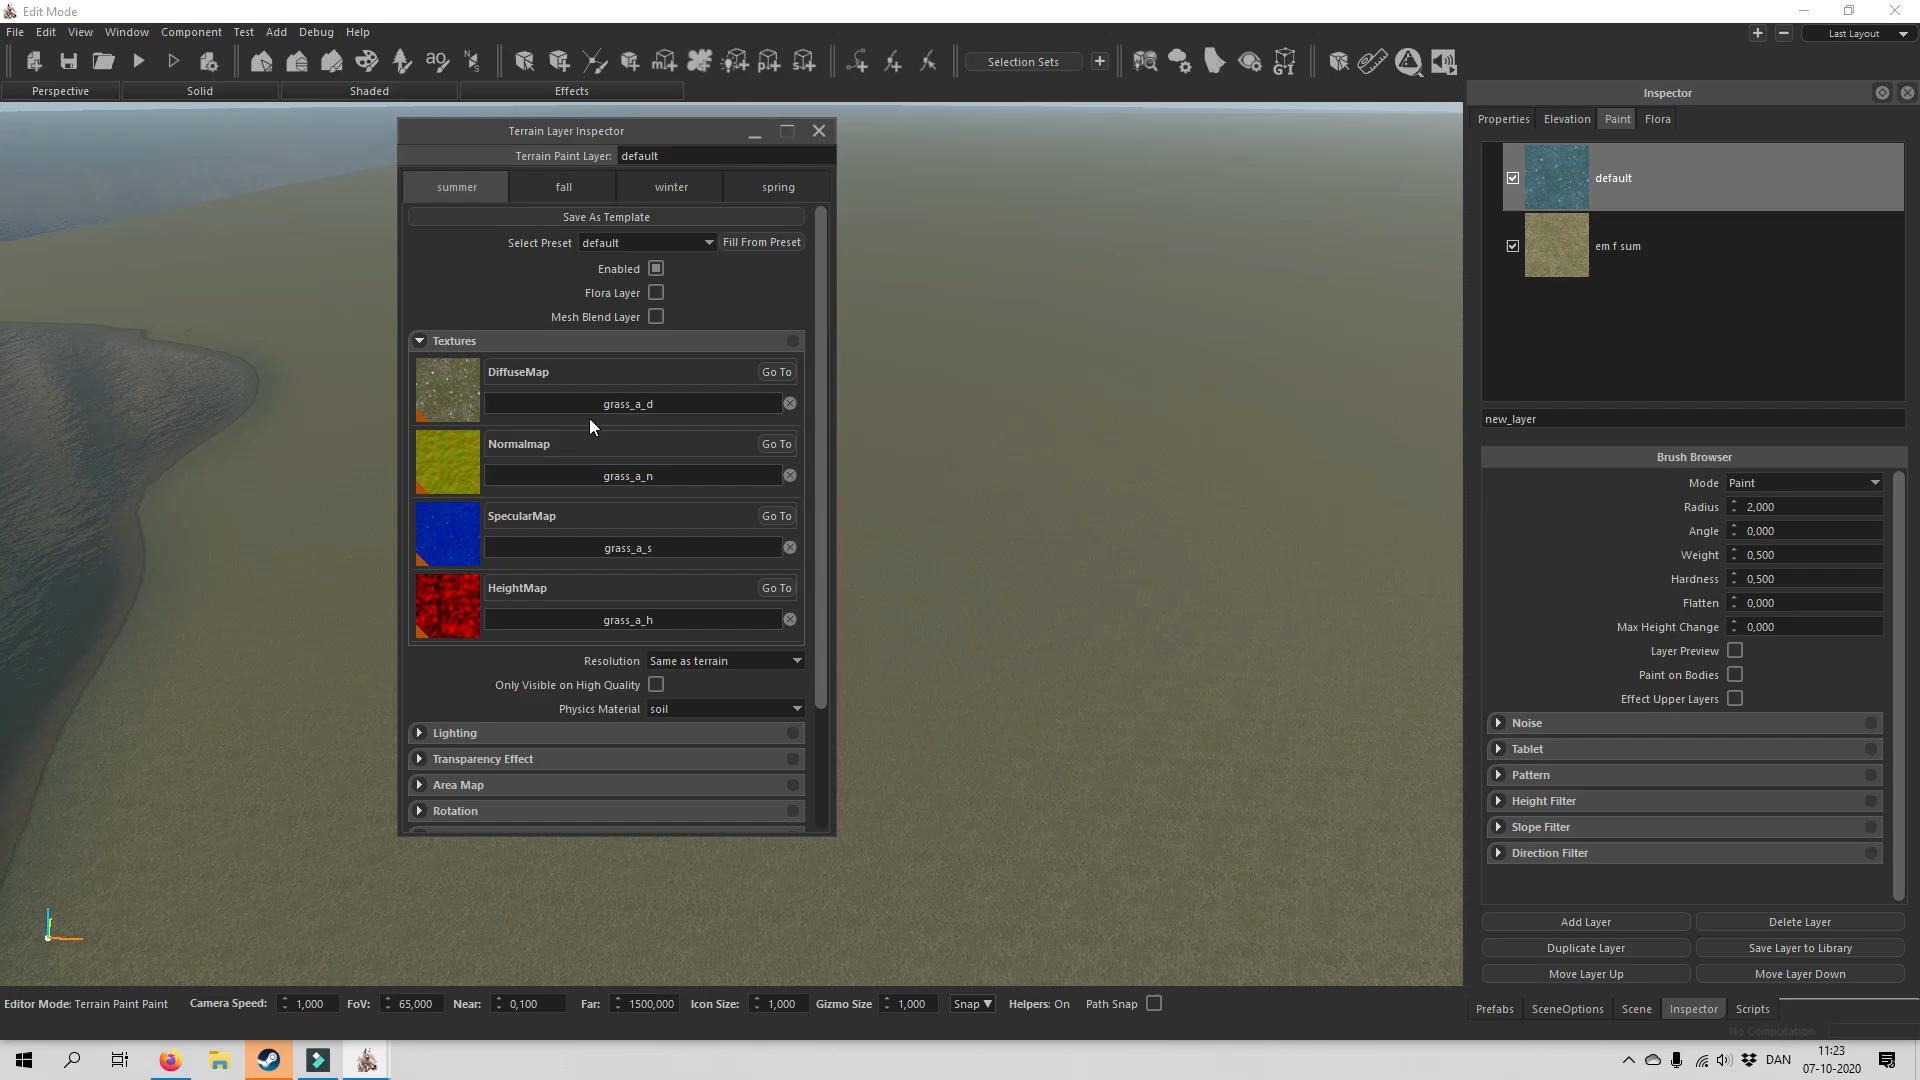 Edit Mode
File Edit View Window Component Test Add Debug Help
Last Layout
ao
Selection Sets
GI
Perspective Solid Shaded Effects
Terrain Layer Inspector
Terrain Paint Layer: default
summer fall winter spring
Save As Template
Select Preset default Fill From Preset
Enabled
Flora Layer
Mesh Blend Layer
Textures
DiffuseMap Go To
grass_a_d
Normalmap Go To
grass_a_n
SpecularMap Go To
grass_a_s
HeightMap Go To
grass_a_h
Resolution Same as terrain
Only Visible on High Quality
Physics Material soil
Lighting
Transparency Effect
Area Map
Rotation
Inspector
Properties Elevation Paint Flora
default
em f sum
new_layer
Brush Browser
Mode Paint
Radius 2,000
Angle 0,000
Weight 0,500
Hardness 0,500
Flatten 0,000
Max Height Change 0,000
Layer Preview
Paint on Bodies
Effect Upper Layers
Noise
Tablet
Pattern
Height Filter
Slope Filter
Direction Filter
Add Layer Delete Layer
Duplicate Layer Save Layer to Library
Move Layer Up Move Layer Down
Editor Mode: Terrain Paint Paint Camera Speed: 1,000 FoV: 65,000 Near: 0,100 Far: 1500,000 Icon Size: 1,000 Gizmo Size 1,000 Snap Helpers: On Path Snap
Prefabs SceneOptions Scene Inspector Scripts
No Computation
DAN
11:23
07-10-2020